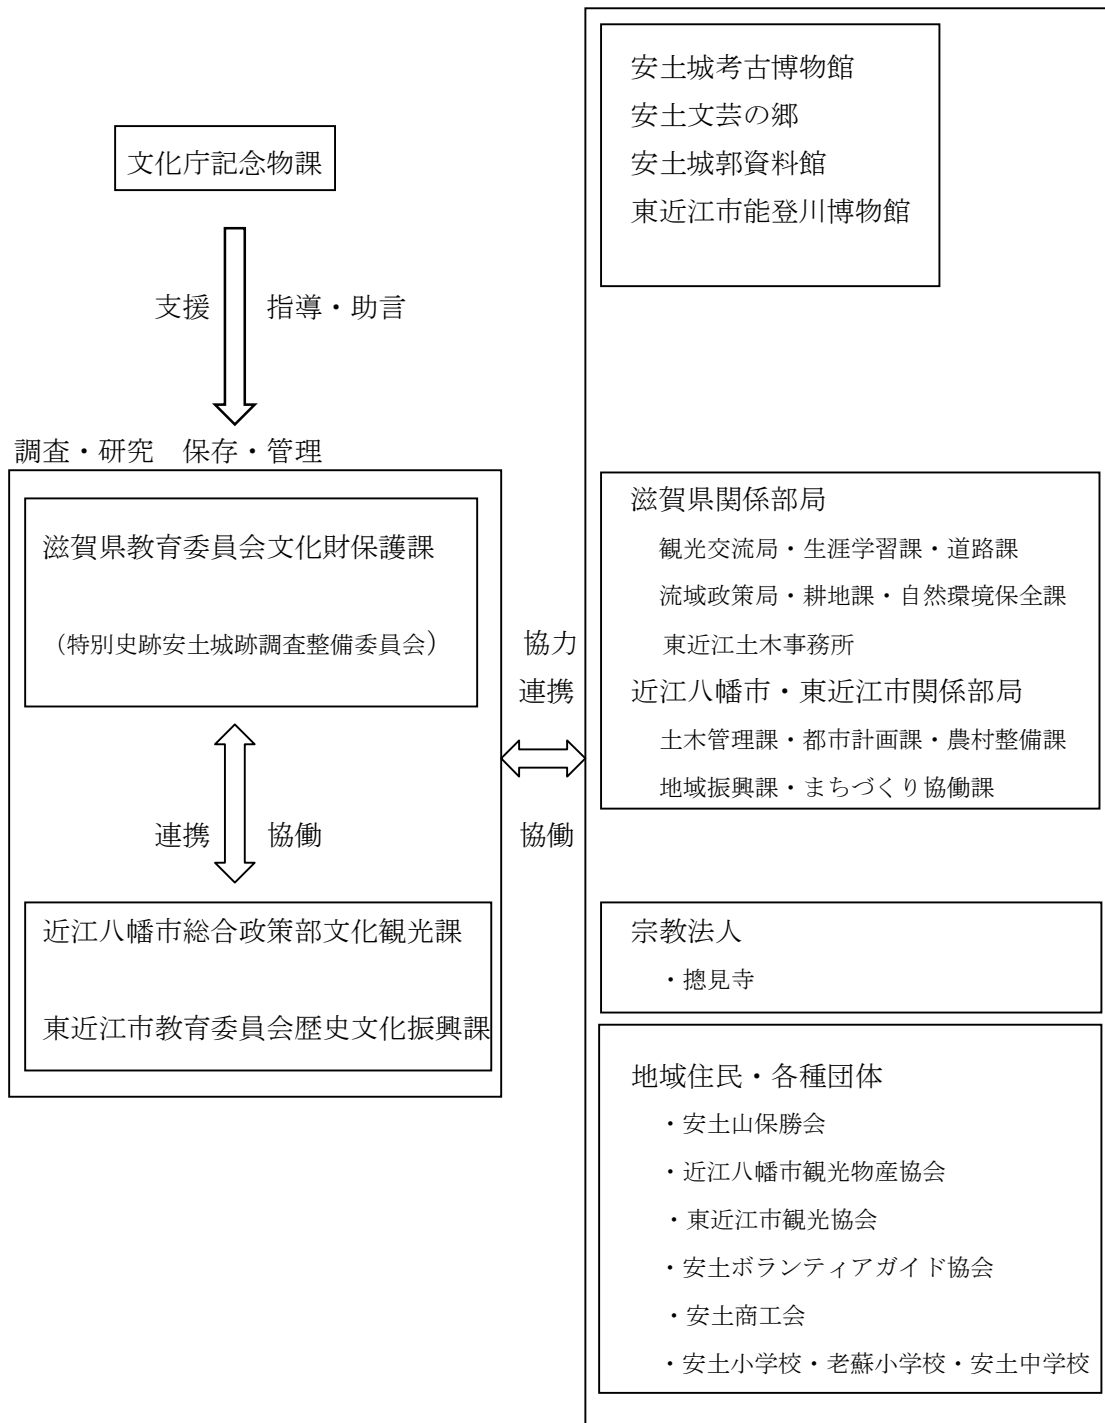 文化庁記念物課
支援
指導・助言
調査・研究　保存・管理
滋賀県教育委員会文化財保護課
（特別史跡安土城跡調査整備委員会）
連携
協働
近江八幡市総合政策部文化観光課
東近江市教育委員会歴史文化振興課
協力
連携
協働
安土城考古博物館
安土文芸の郷
安土城郭資料館
東近江市能登川博物館
滋賀県関係部局
観光交流局・生涯学習課・道路課
流域政策局・耕地課・自然環境保全課
東近江土木事務所
近江八幡市・東近江市関係部局
土木管理課・都市計画課・農村整備課
地域振興課・まちづくり協働課
宗教法人
・摠見寺
地域住民・各種団体
・安土山保勝会
・近江八幡市観光物産協会
・東近江市観光協会
・安土ボランティアガイド協会
・安土商工会
・安土小学校・老蘇小学校・安土中学校